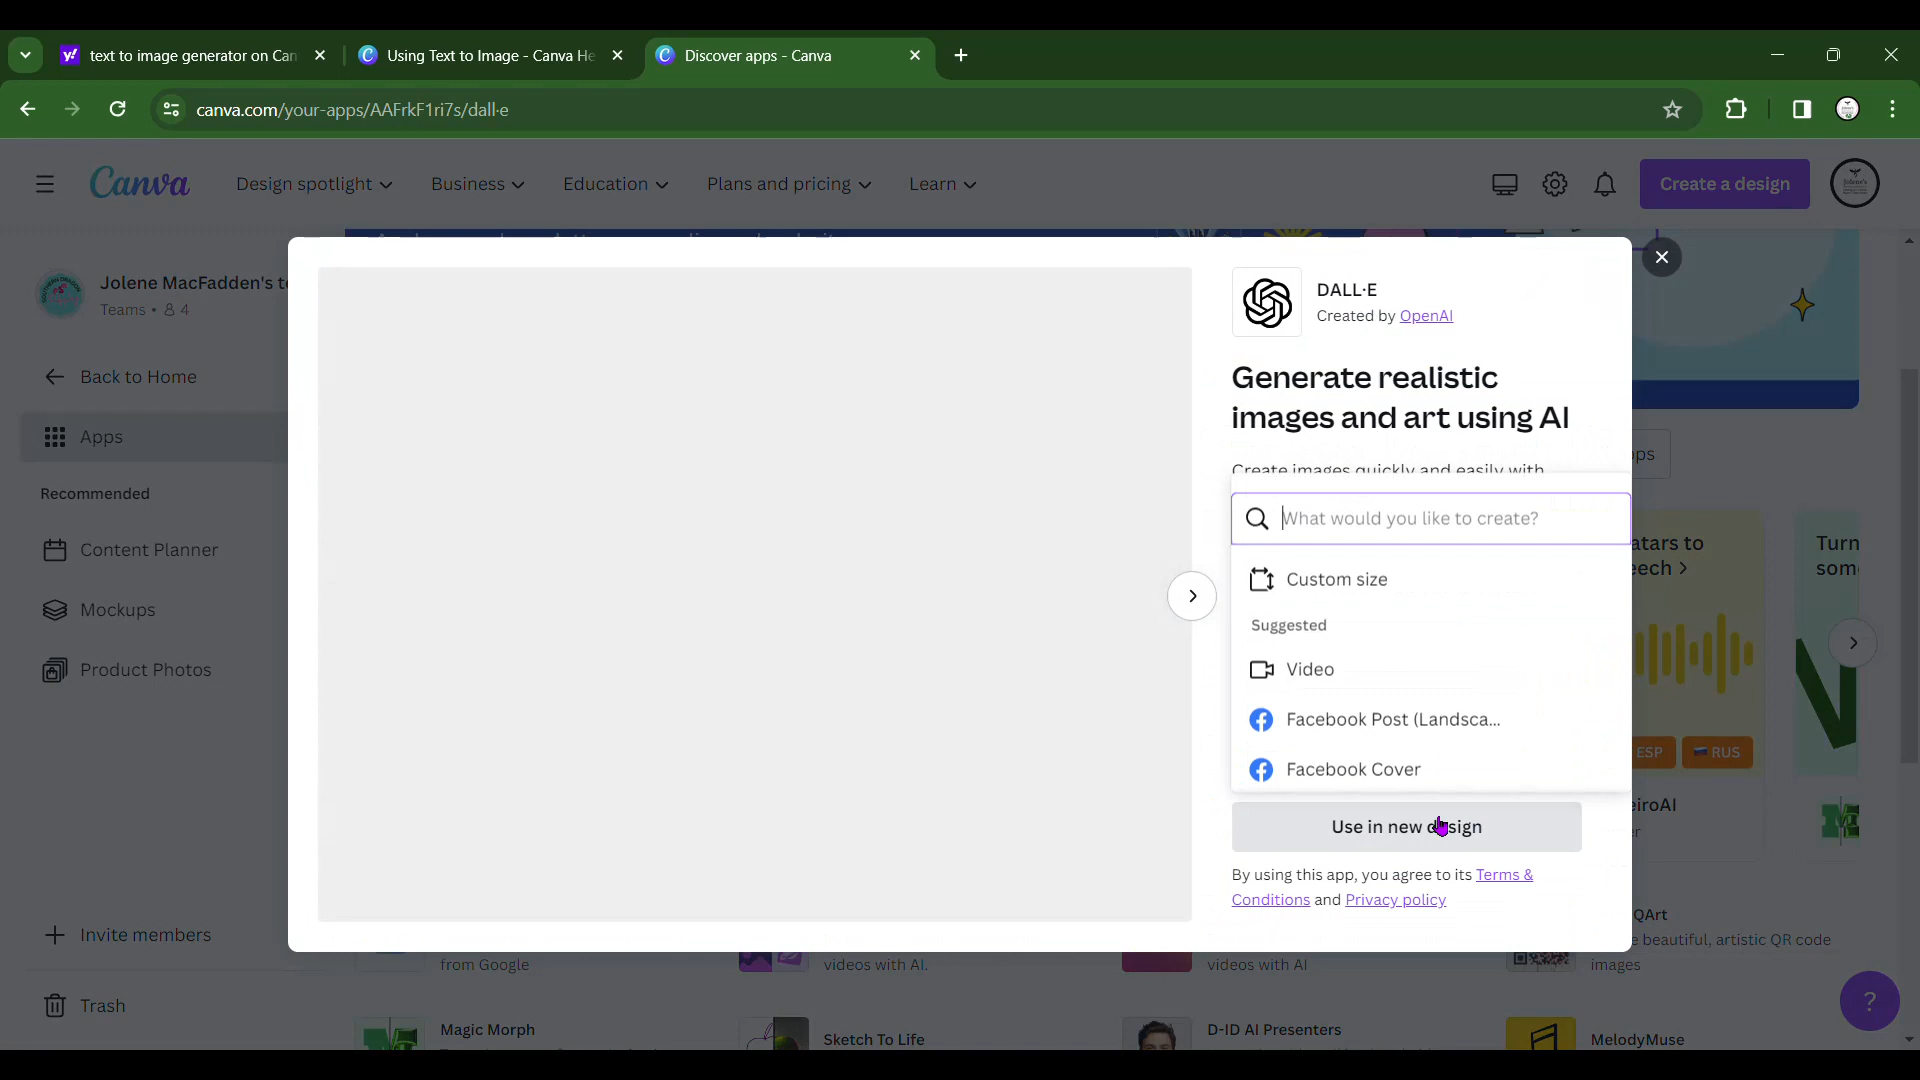 text to image generator on Can
Using Text to Image - Canva He
Discover apps - Canva
canva.com/your-apps/AAFrkF1ri7s/dall-e
Canva
Design spotlight
Business
Education
Plans and pricing
Learn
Create a design
Jolene MacFadden's te
Teams • 4
Back to Home
Apps
Recommended
Content Planner
Mockups
Product Photos
Invite members
Trash
DALL·E
Created by OpenAI
Generate realistic
images and art using AI
Create images quickly and easily with
What would you like to create?
Custom size
Suggested
Video
Facebook Post (Landsca...
Facebook Cover
Use in new design
By using this app, you agree to its Terms &
Conditions and Privacy policy
ps
atars to
eech >
Turn
som
ESP
RUS
eiroAI
er
QArt
e beautiful, artistic QR code
images
from Google
videos with AI.
videos with AI
Magic Morph
Sketch To Life
D-ID AI Presenters
MelodyMuse
?